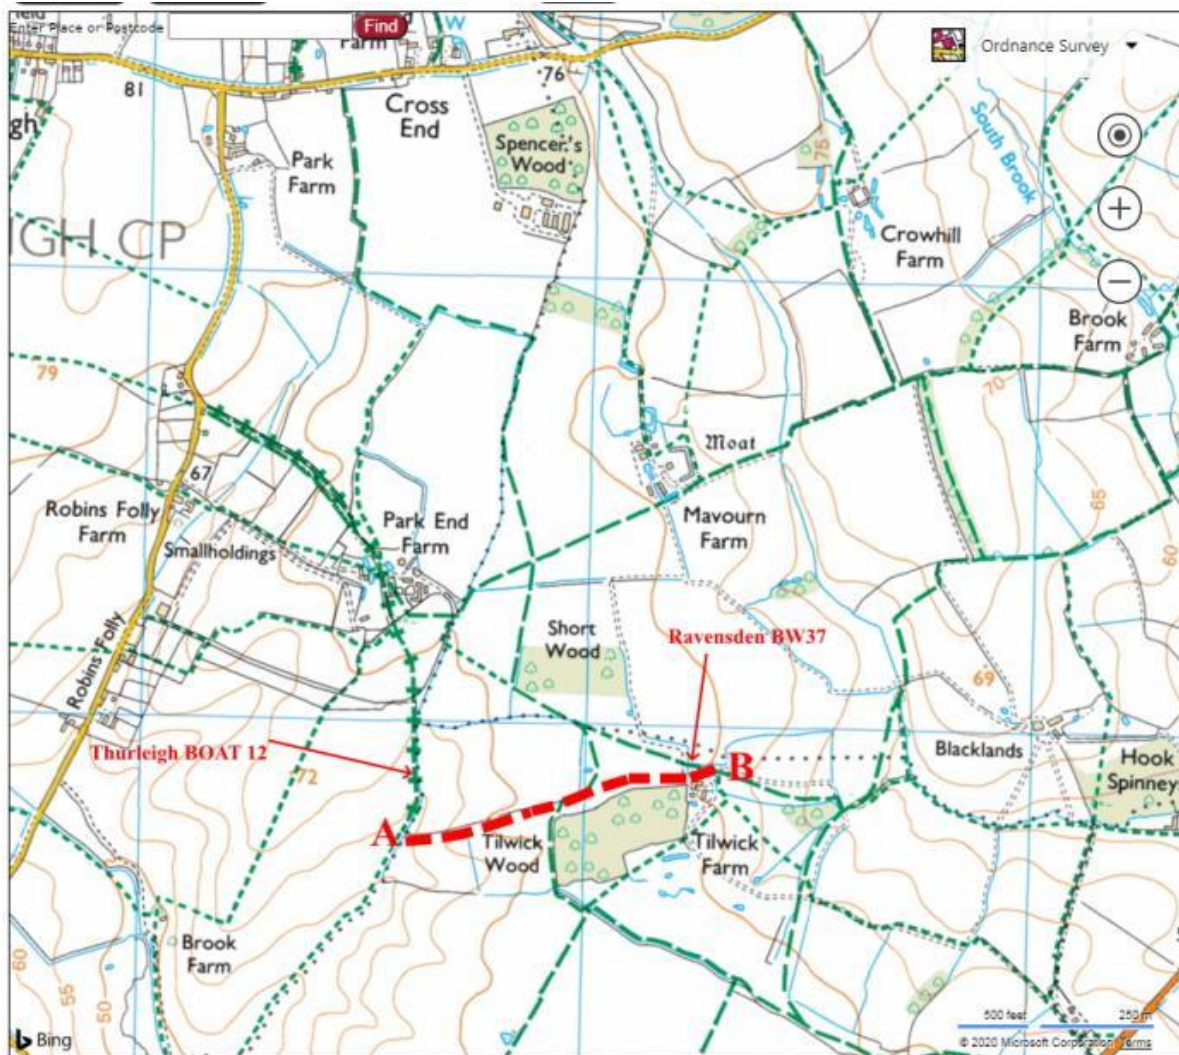 Enter Place or Postcode
Find
Ordnance Survey
Farm
W
76
81
Cross
End
gh
Spencer's
Wood
Park
Farm
75
South Brook
IGH CP
Crowhill
Farm
Brook
Farm
79
70
Moat
67
Robins Folly
Farm
Smallholdings
Park End
Farm
Mavourn
Farm
65
60
Robins Folly
Short
Wood
Ravensden BW37
69
Thurleigh BOAT 12
72
Blacklands
Hook
Spinney
B
A
Tilwick
Wood
Tilwick
Farm
Brook
Farm
60
55
50
500 feet
250 m
Bing
© 2020 Microsoft Corporation Terms